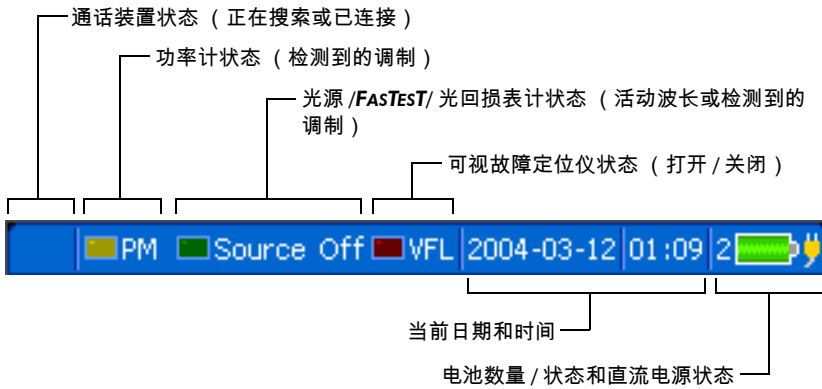 通话装置状态 （正在搜索或已连接）
功率计状态 （检测到的调制）
光源 /FASTEST/ 光回损表计状态 （活动波长或检测到的
调制）
可视故障定位仪状态 （打开 / 关闭）
PM Source Off VFL 2004-03-12 01:09 2
当前日期和时间
电池数量 / 状态和直流电源状态